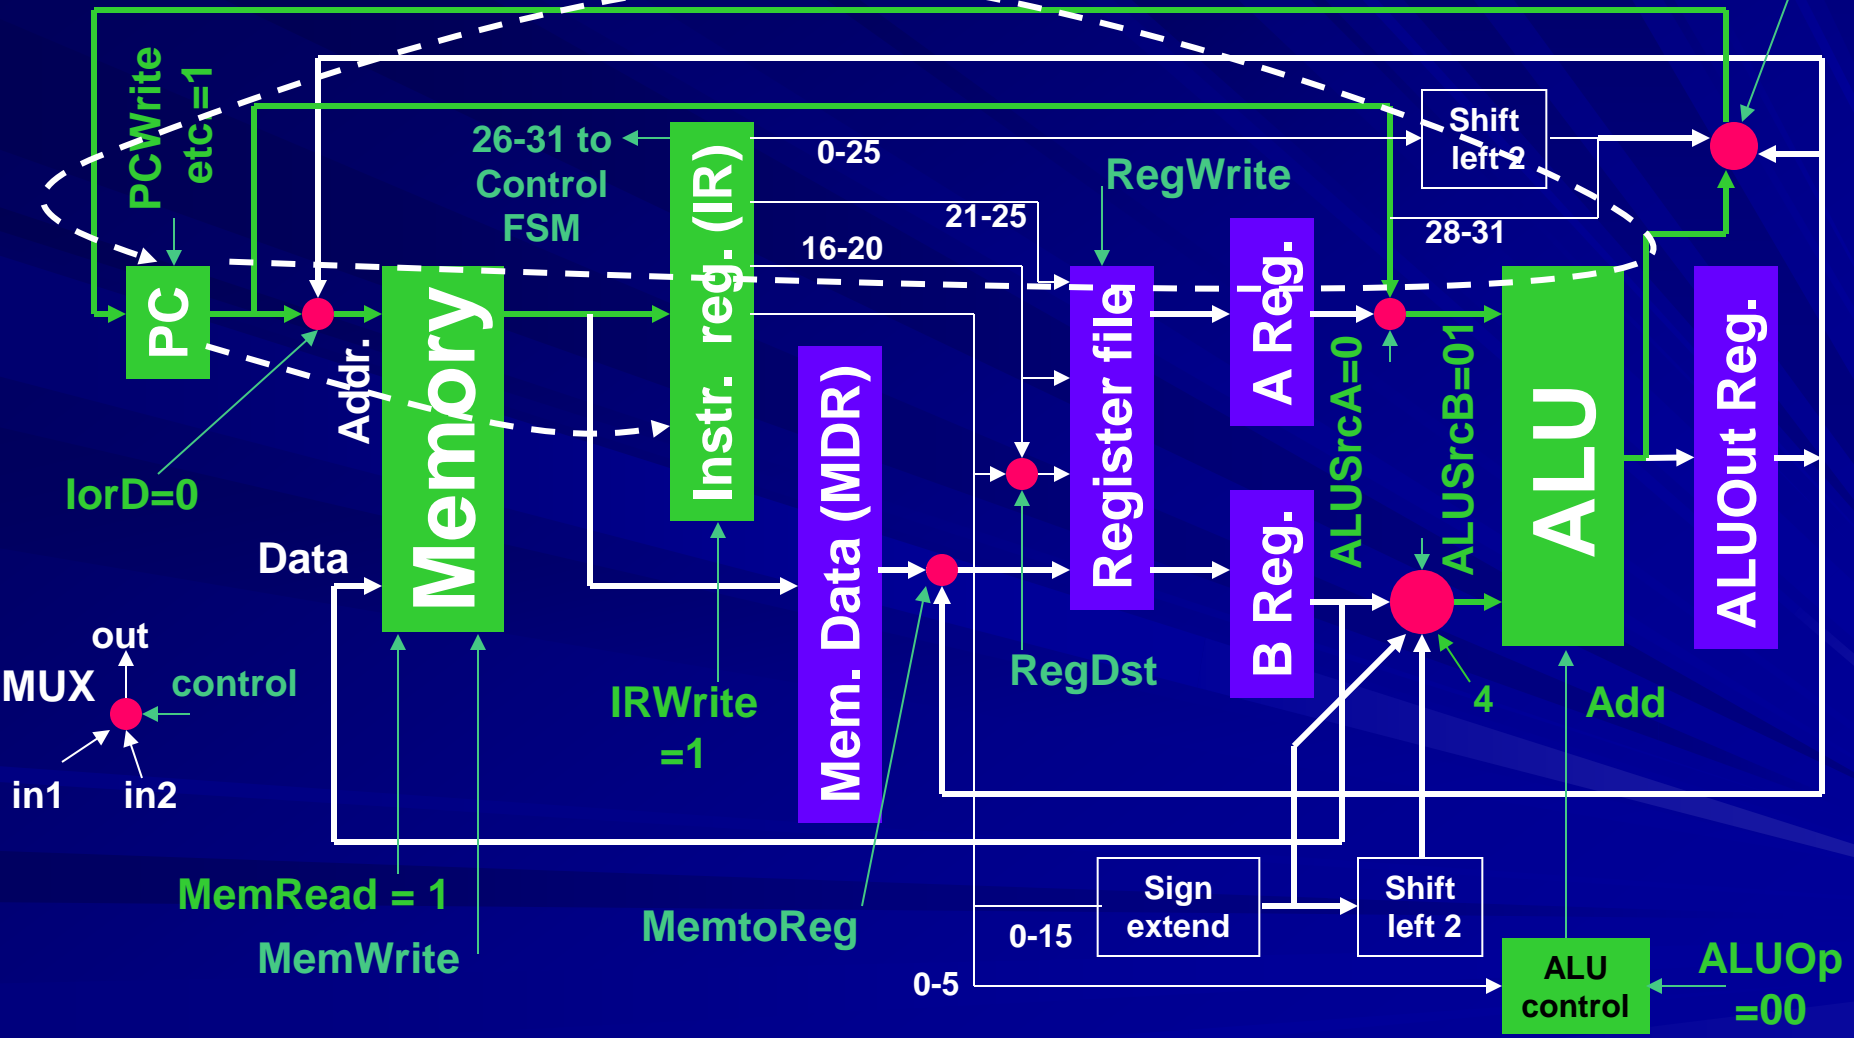 PCWrite
etc.=1
26-31 to
Control
FSM
0-25
Shift
left 2
RegWrite
21-25
16-20
28-31
PC
Addr.
Memory
Instr. reg. (IR)
Mem. Data (MDR)
Register file
A Reg.
B Reg.
ALUSrcA=0
ALUSrcB=01
ALU
ALUOut Reg.
IorD=0
Data
out
MUX
control
in1
in2
IRWrite
=1
RegDst
4
Add
MemRead = 1
MemWrite
MemtoReg
0-15
0-5
Sign
extend
Shift
left 2
ALU
control
ALUOp
=00